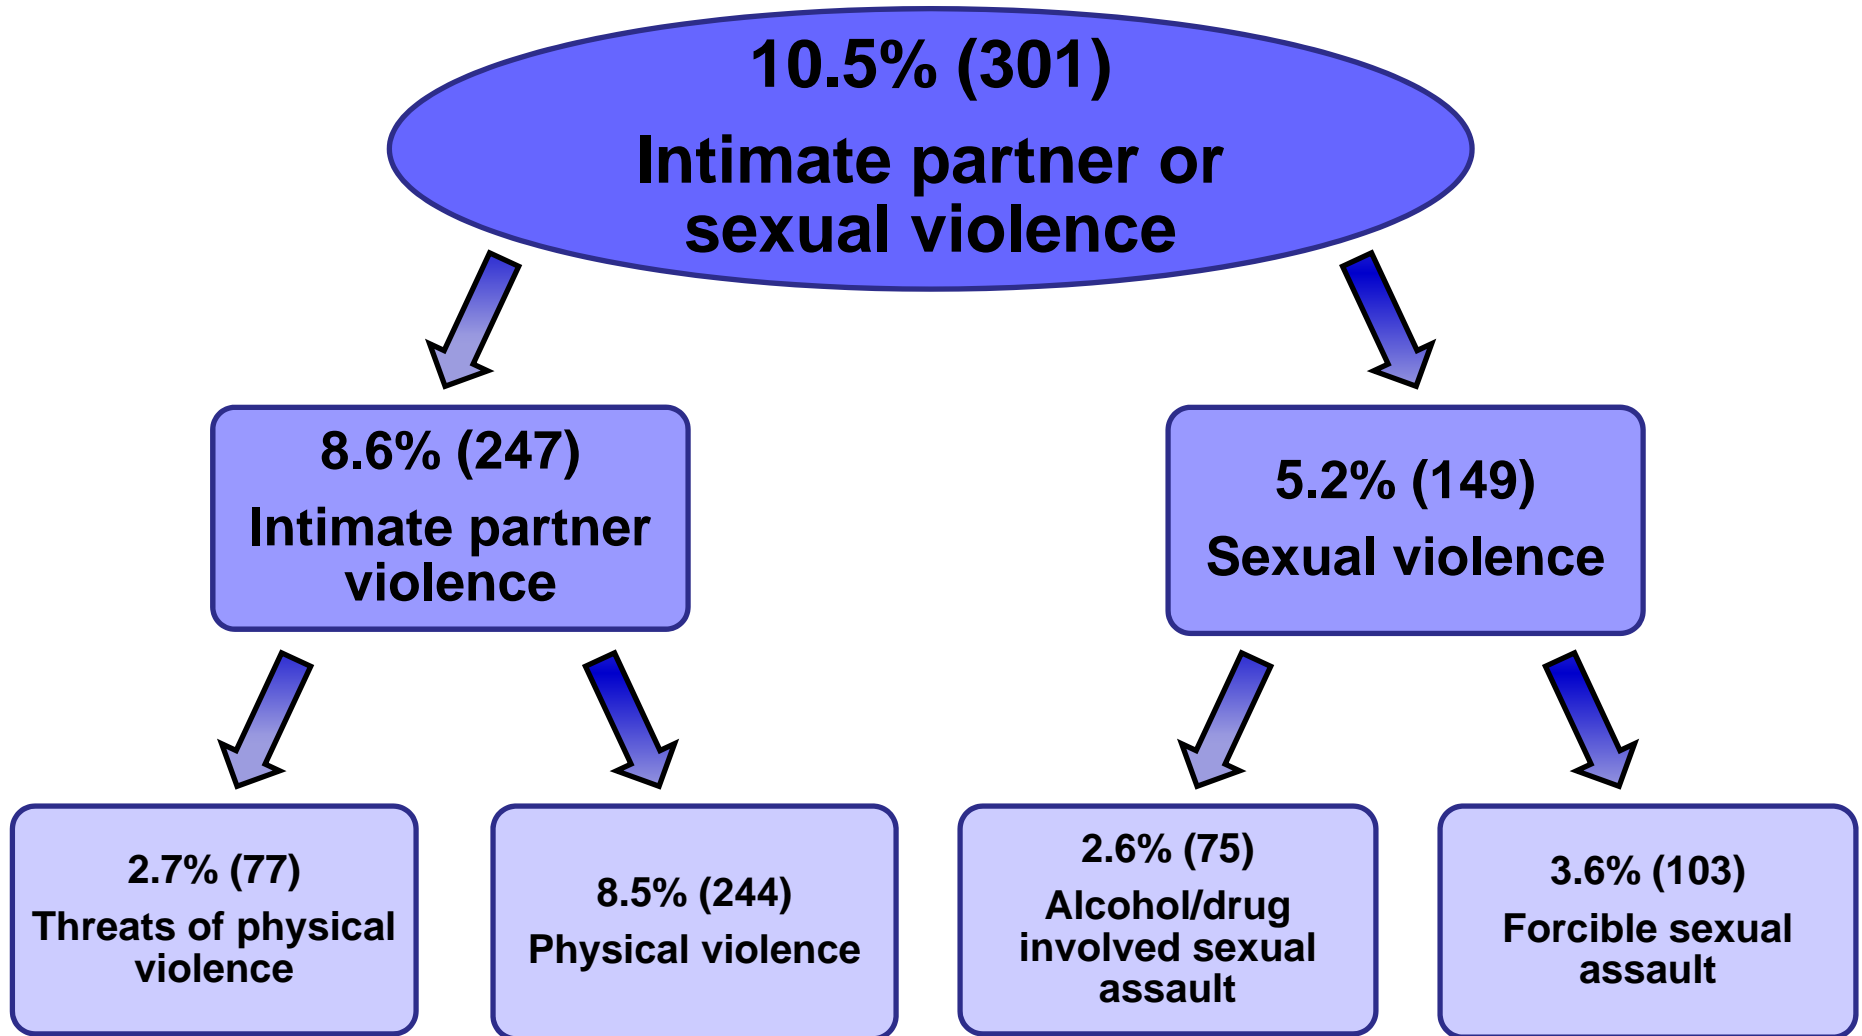 10.5% (301)
Intimate partner or
sexual violence
8.6% (247)
Intimate partner
violence
5.2% (149)
Sexual violence
2.7% (77)
Threats of physical
violence
8.5% (244)
Physical violence
2.6% (75)
Alcohol/drug
involved sexual
assault
3.6% (103)
Forcible sexual
assault